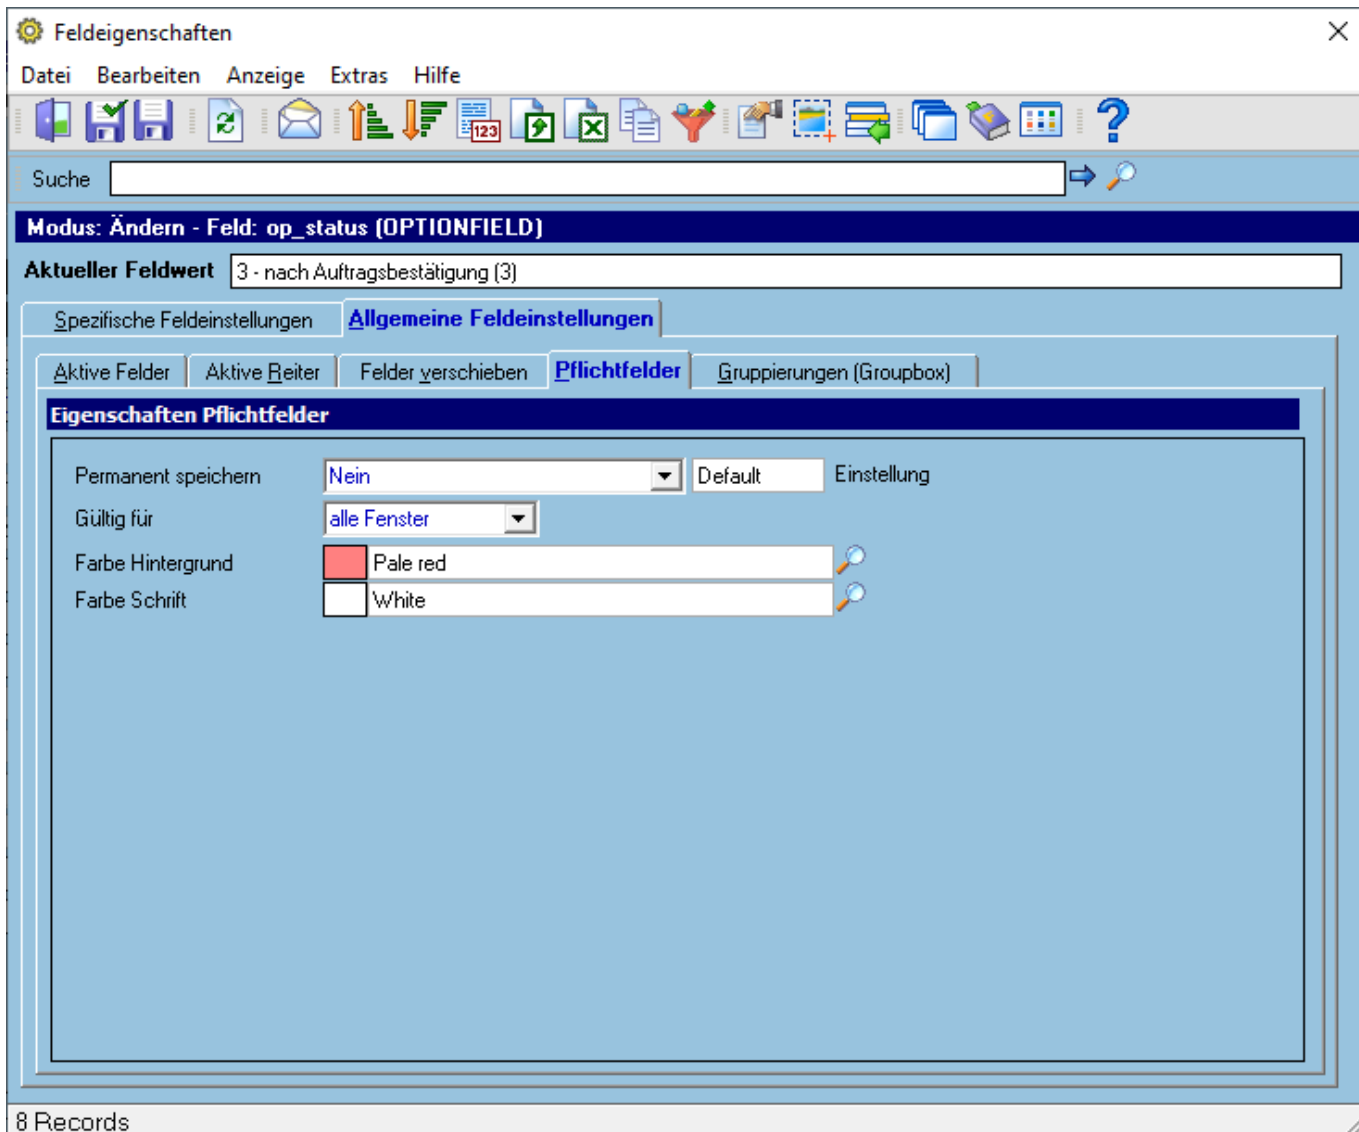 Feldeigenschaften
Datei Bearbeiten Anzeige Extras Hilfe
123
Suche
Modus: Ändern - Feld: op_status (OPTIONFIELD)
Aktueller Feldwert 3 - nach Auftragsbestätigung (3)
Spezifische Feldeinstellungen Allgemeine Feldeinstellungen
Aktive Felder Aktive Reiter Felder verschieben Pflichtfelder Gruppierungen (Groupbox)
Eigenschaften Pflichtfelder
Permanent speichern Nein Default Einstellung
Gültig für alle Fenster
Farbe Hintergrund Pale red
Farbe Schrift White
8 Records